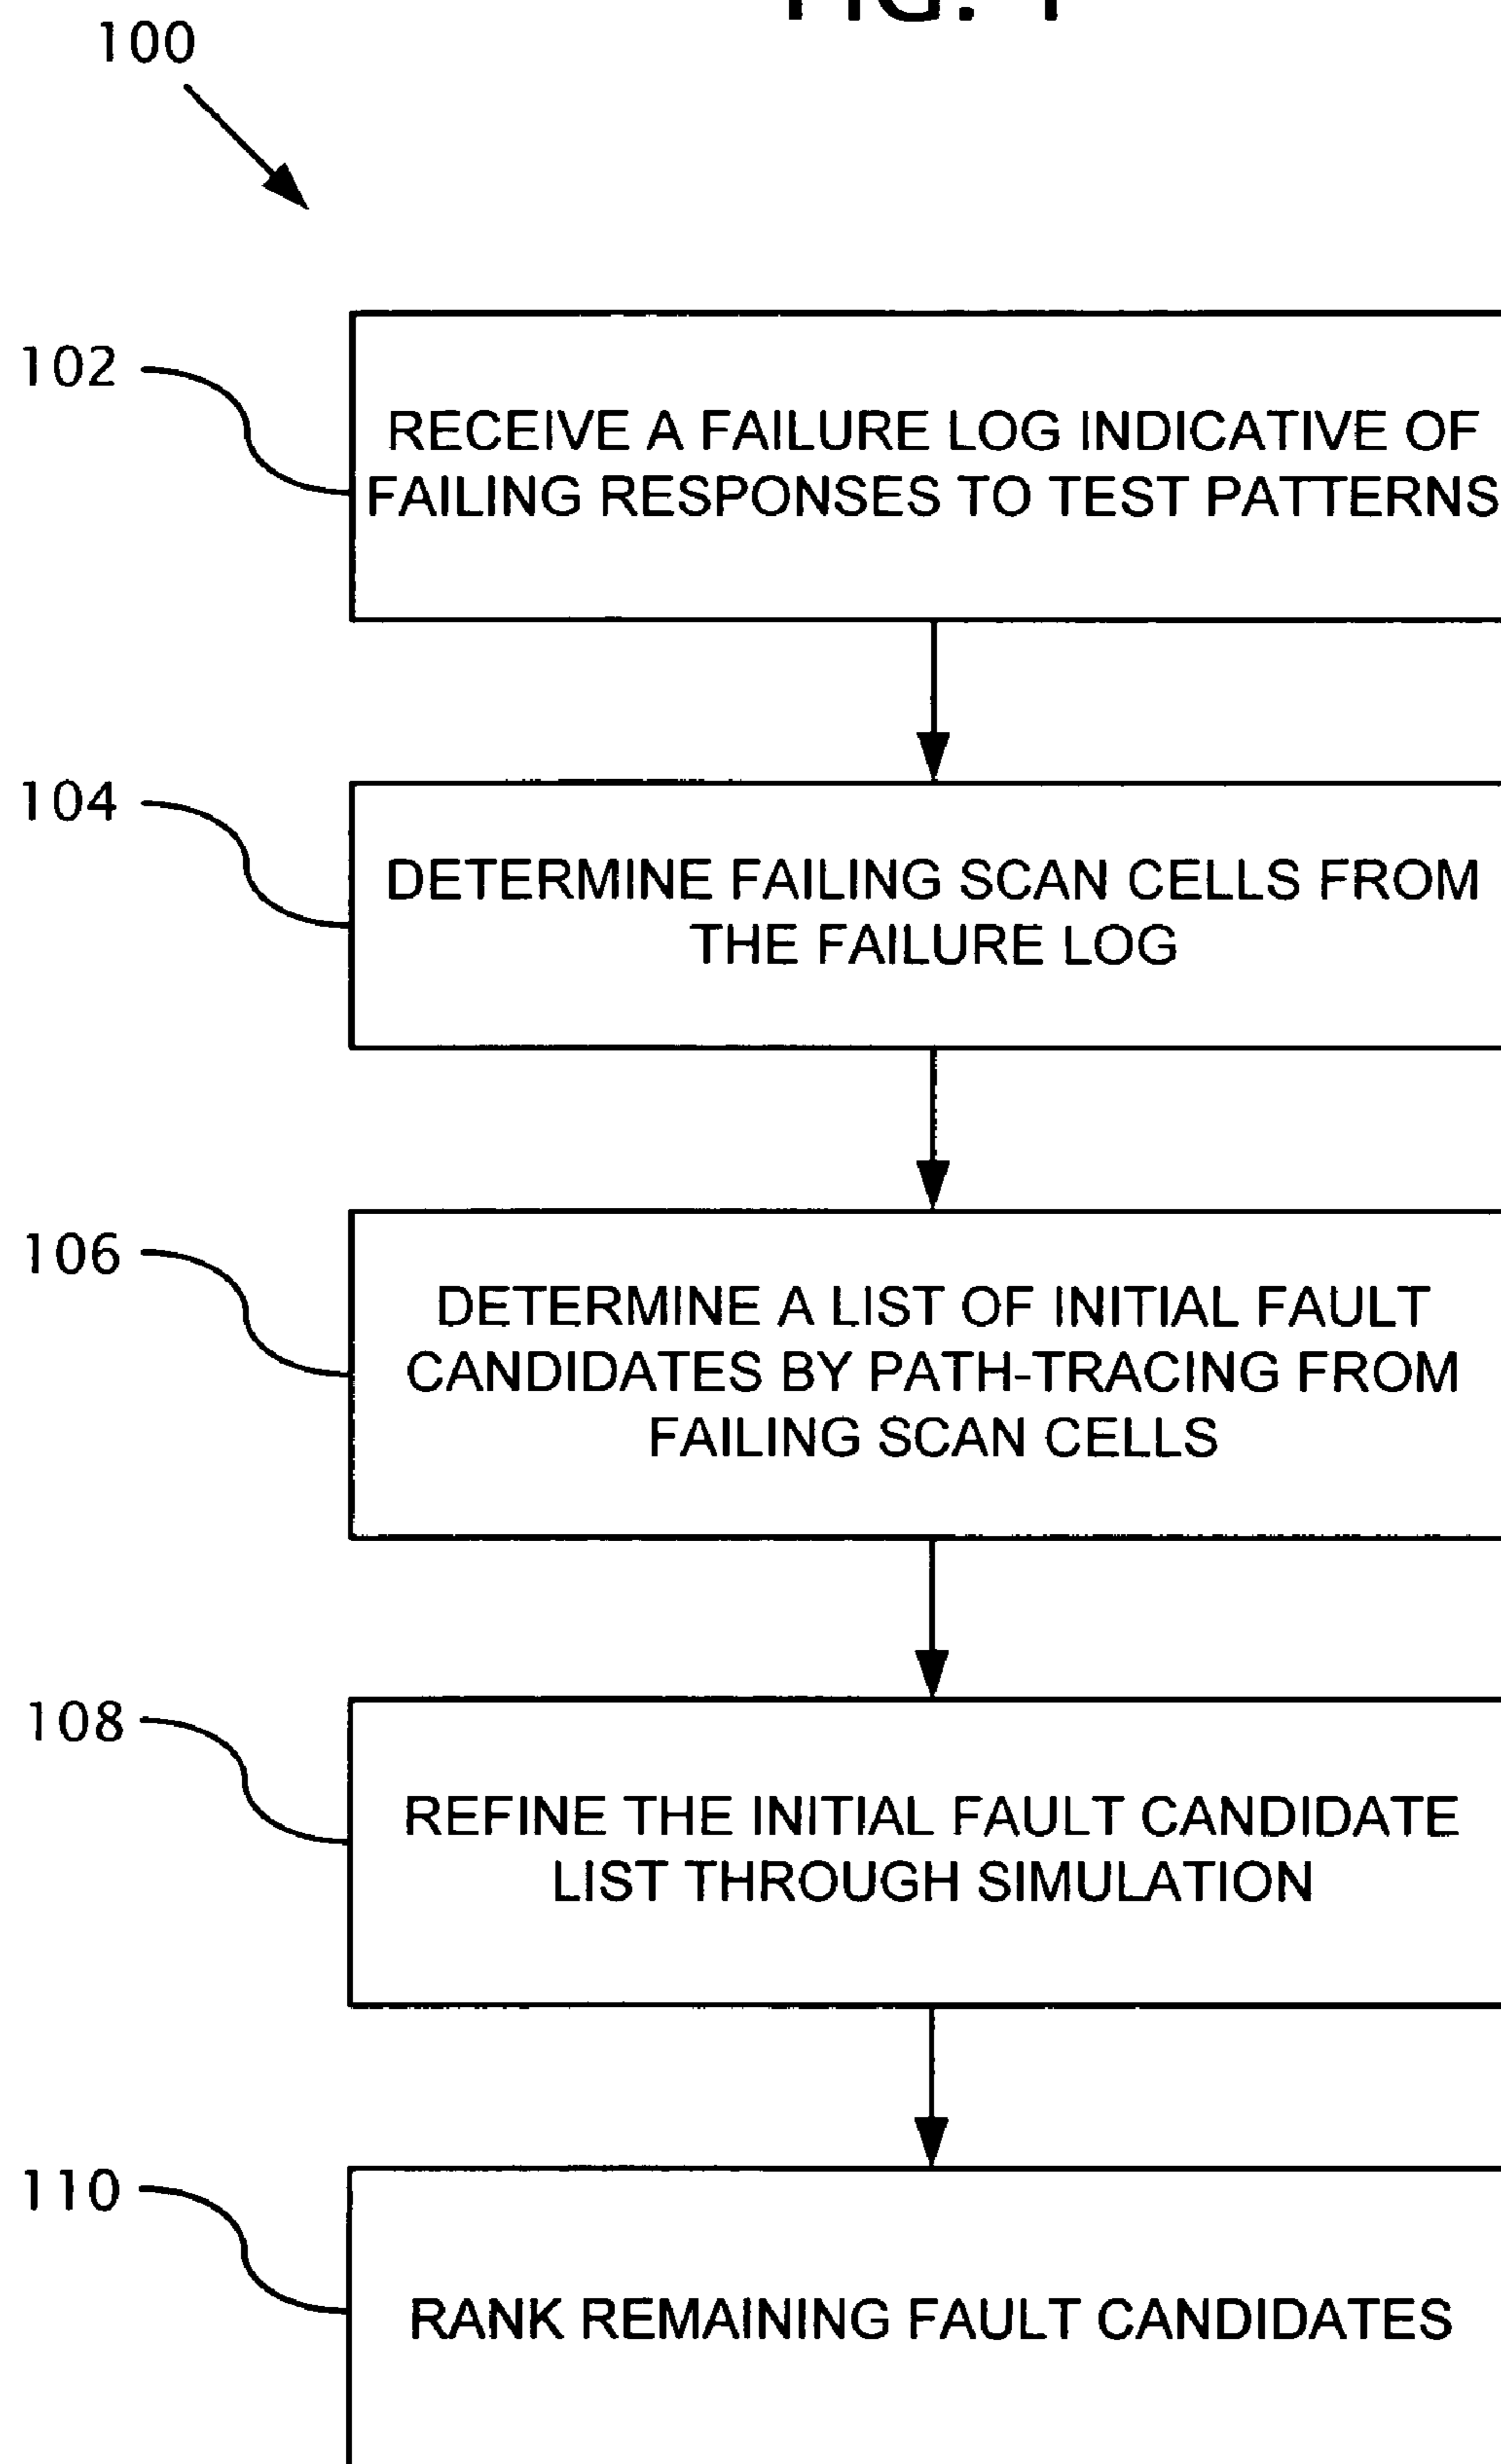 FIG. 1
100
102
RECEIVE A FAILURE LOG INDICATIVE OF
FAILING RESPONSES TO TEST PATTERNS
104
DETERMINE FAILING SCAN CELLS FROM
THE FAILURE LOG
106
DETERMINE A LIST OF INITIAL FAULT
CANDIDATES BY PATH-TRACING FROM
FAILING SCAN CELLS
108
REFINE THE INITIAL FAULT CANDIDATE
LIST THROUGH SIMULATION
110
RANK REMAINING FAULT CANDIDATES